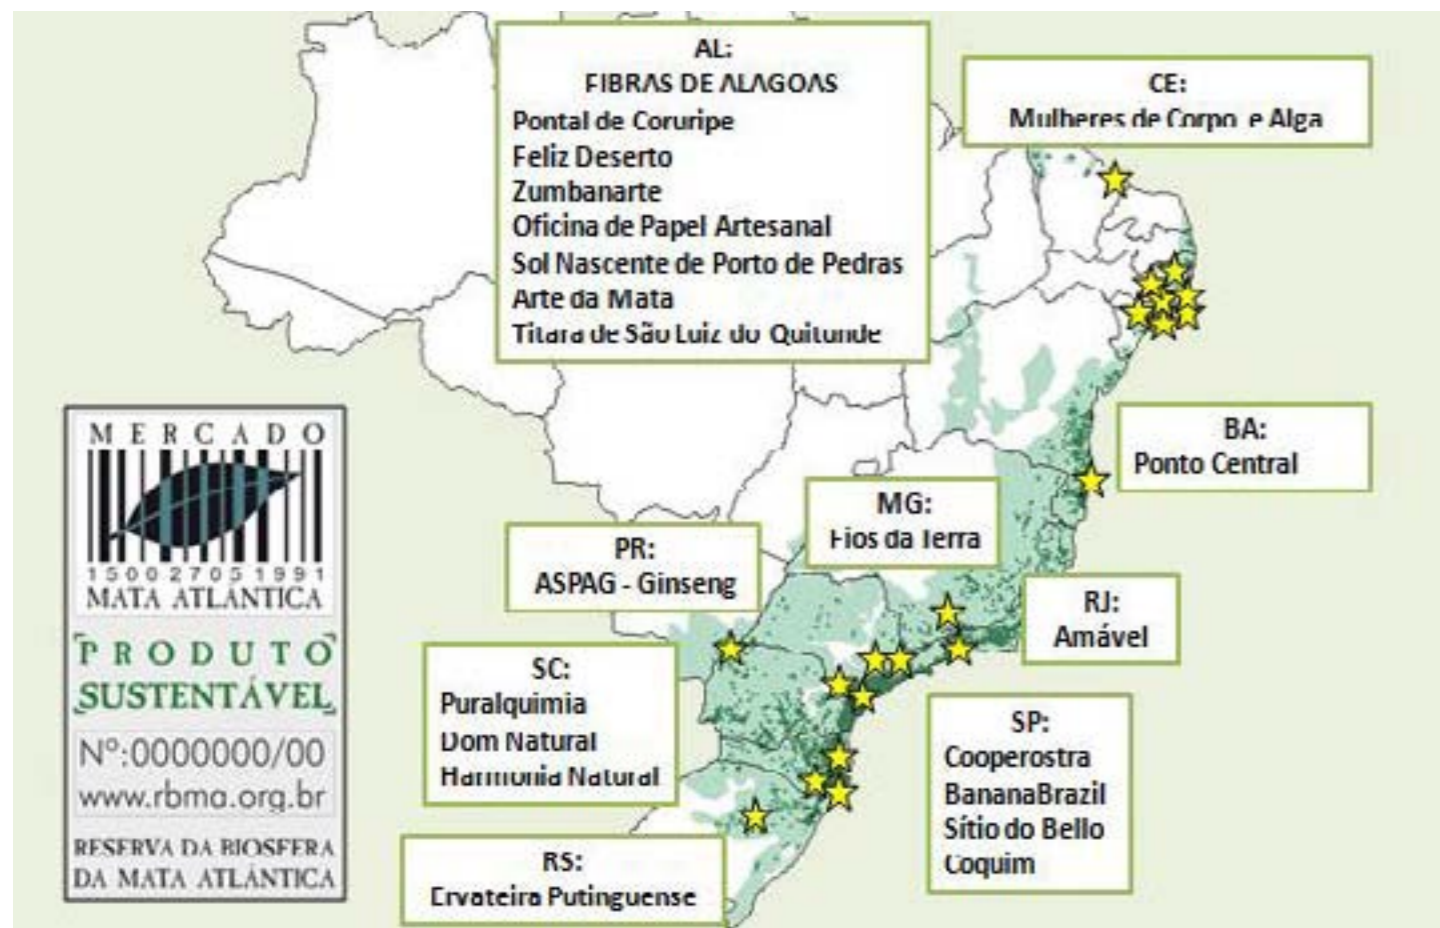 AL:
FIBRAS DE ALAGOAS
Pontal de Coruripe
Feliz Deserto
Zumbanarte
Oficina de Papel Artesanal
Sol Nascente de Porto de Pedras
Arte da Mata
Titara de São Luiz do Quitunde
CE:
Mulheres de Corpo e Alga
BA:
Ponto Central
MG:
Fios da Terra
PR:
ASPAG - Ginseng
RJ:
Amável
SC:
Puralquimia
Dom Natural
Harmonia Natural
SP:
Cooperostra
BananaBrazil
Sítio do Bello
Coquim
RS:
Ervateira Putinguense
MERCADO
150027051991
MATA ATLÂNTICA
PRODUTO
SUSTENTÁVEL
Nº:0000000/00
www.rbma.org.br
RESERVA DA BIOSFERA
DA MATA ATLÂNTICA